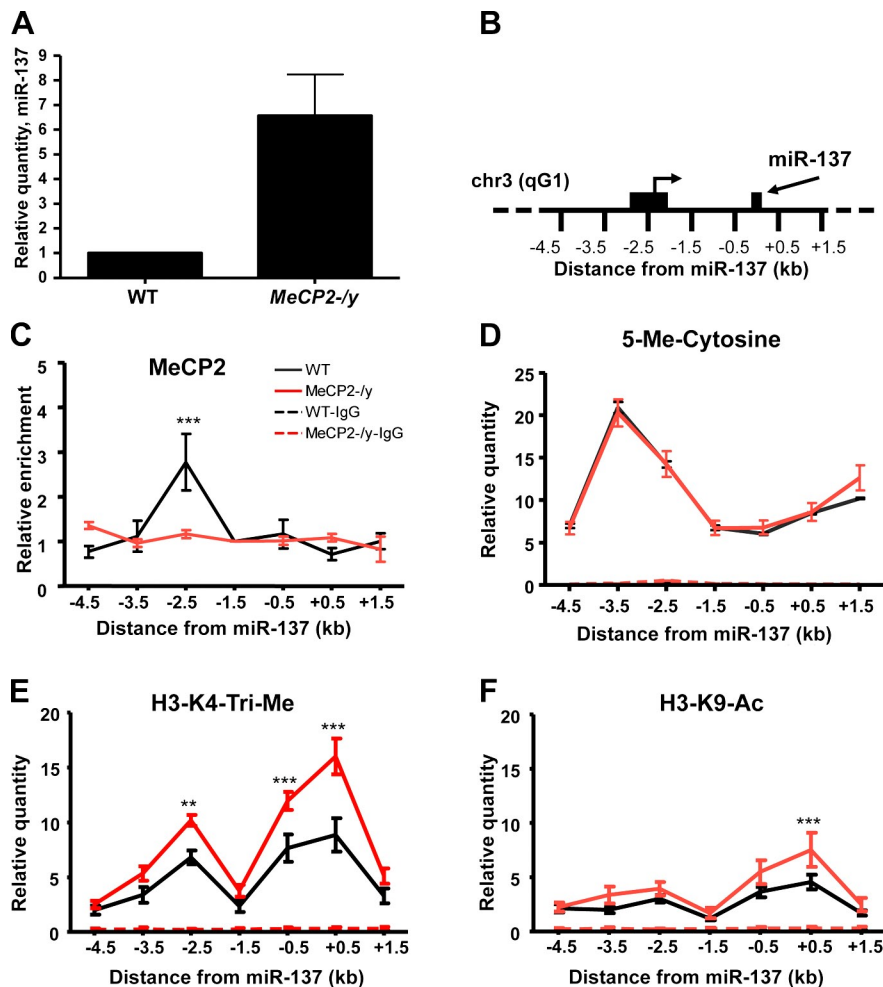 A
Relative quantity, miR-137
9
8
7
6
5
4
3
2
1
0
WT
MeCP2-/y
B
miR-137
chr3 (qG1)
-4.5 -3.5 -2.5 -1.5 -0.5 +0.5 +1.5
Distance from miR-137 (kb)
C
MeCP2
Relative enrichment
5
4
3
2
1
0
WT
MeCP2-/y
WT-IgG
MeCP2-/y-IgG
***
-4.5 -3.5 -2.5 -1.5 -0.5 +0.5 +1.5
Distance from miR-137 (kb)
D
5-Me-Cytosine
Relative quantity
25
20
15
10
5
0
-4.5 -3.5 -2.5 -1.5 -0.5 +0.5 +1.5
Distance from miR-137 (kb)
E
H3-K4-Tri-Me
Relative quantity
20
15
10
5
0
**
***
***
-4.5 -3.5 -2.5 -1.5 -0.5 +0.5 +1.5
Distance from miR-137 (kb)
F
H3-K9-Ac
Relative quantity
20
15
10
5
0
***
-4.5 -3.5 -2.5 -1.5 -0.5 +0.5 +1.5
Distance from miR-137 (kb)